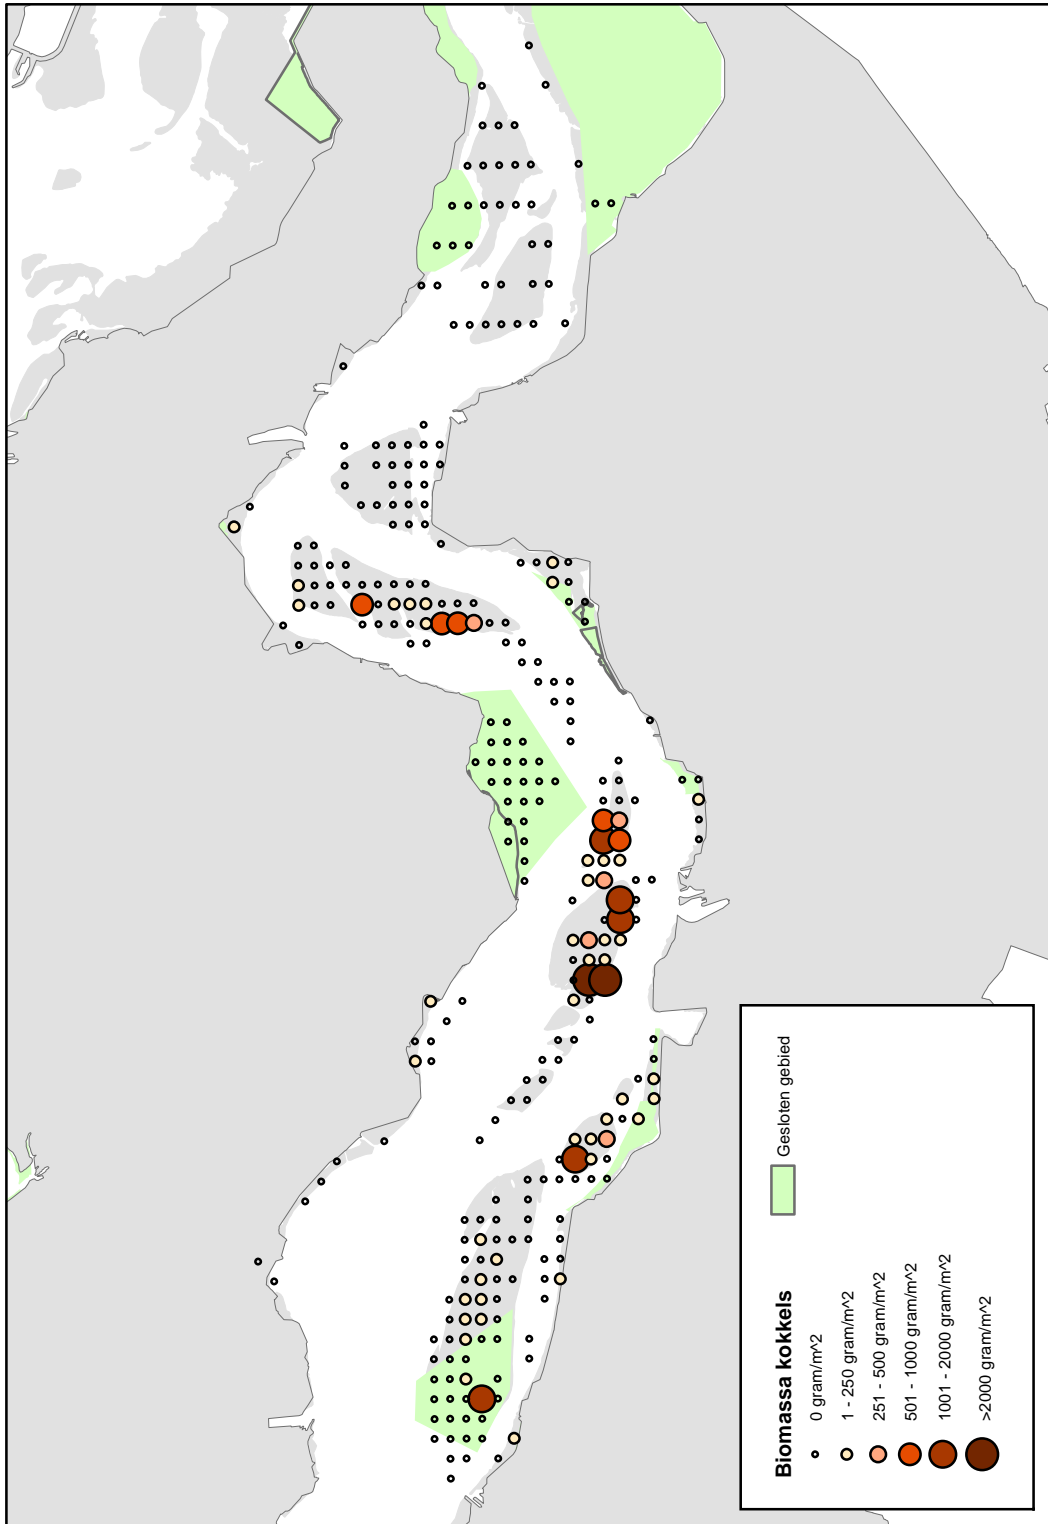 Biomassa kokkels
0 gram/m^2
1 - 250 gram/m^2
251 - 500 gram/m^2
501 - 1000 gram/m^2
1001 - 2000 gram/m^2
>2000 gram/m^2
Gesloten gebied